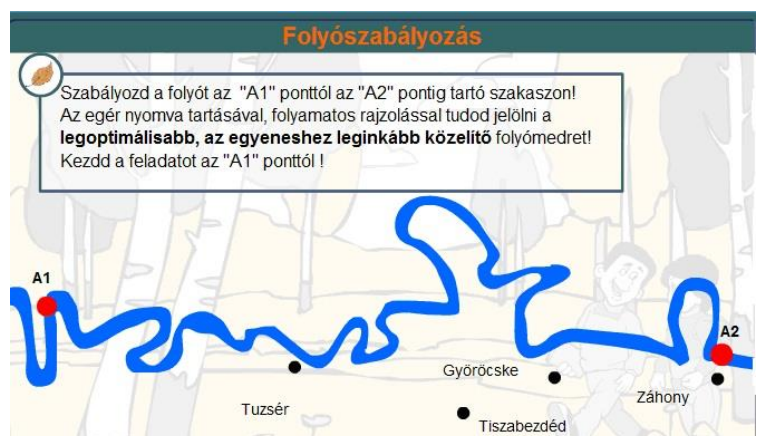 Folyószabályozás
Szabályozd a folyót az "A1" ponttól az "A2" pontig tartó szakaszon!
Az egér nyomva tartásával, folyamatos rajzolással tudod jelölni a
legoptimálisabb, az egyeneshez leginkább közelítő folyómedret!
Kezdd a feladatot az "A1" ponttól !
A1
A2
Györöcske
Záhony
Tuzsér
Tiszabezdéd